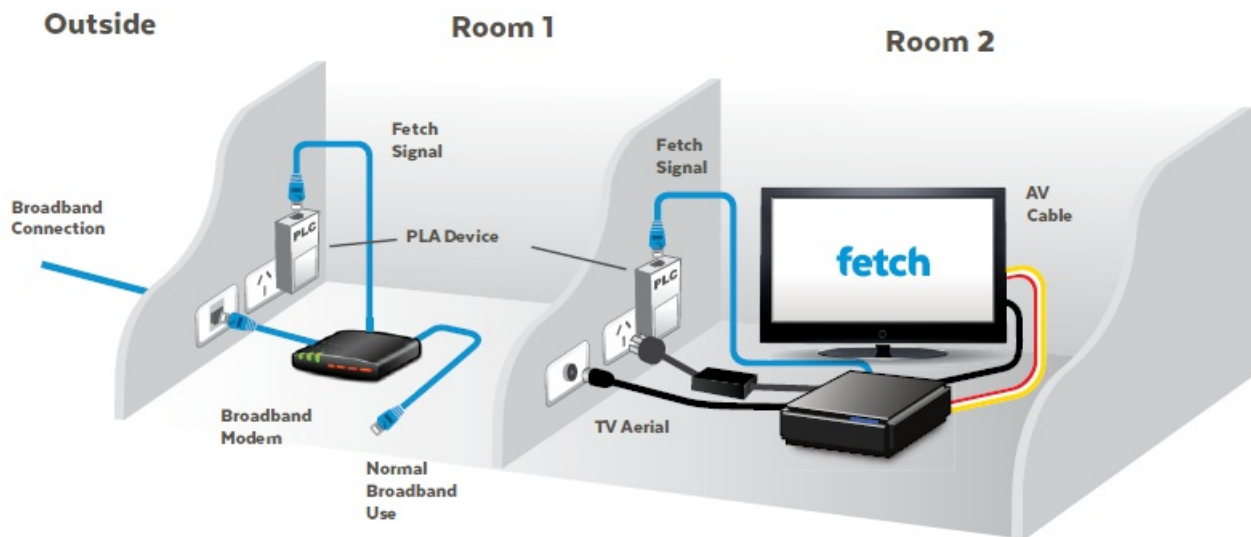 Outside
Room 1
Room 2
Fetch
Signal
Fetch
Signal
AV
Cable
Broadband
Connection
PLC
PLA Device
PLC
fetch
Broadband
Modem
TV Aerial
Normal
Broadband
Use